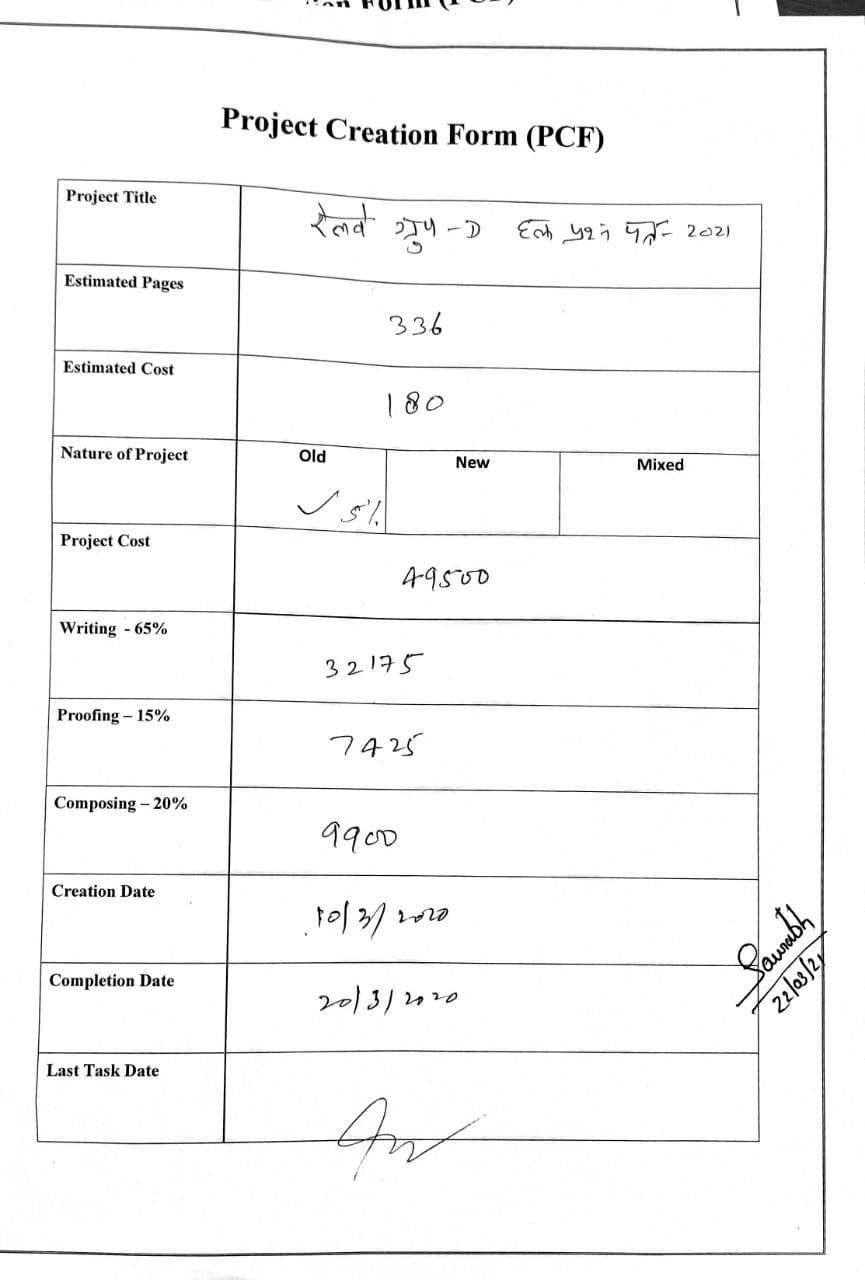 Project Creation Form (PCF)
Project Title रेलवे ग्रुप - D हल प्रश्न पत्र - 2021
Estimated Pages 336
Estimated Cost 180
Nature of Project Old New Mixed
✓ 5%
Project Cost 49500
Writing - 65% 32175
Proofing – 15% 7425
Composing – 20% 9900
Creation Date 10/3/2020
Completion Date 20/3/2020
Saurabh
22/03/21
Last Task Date